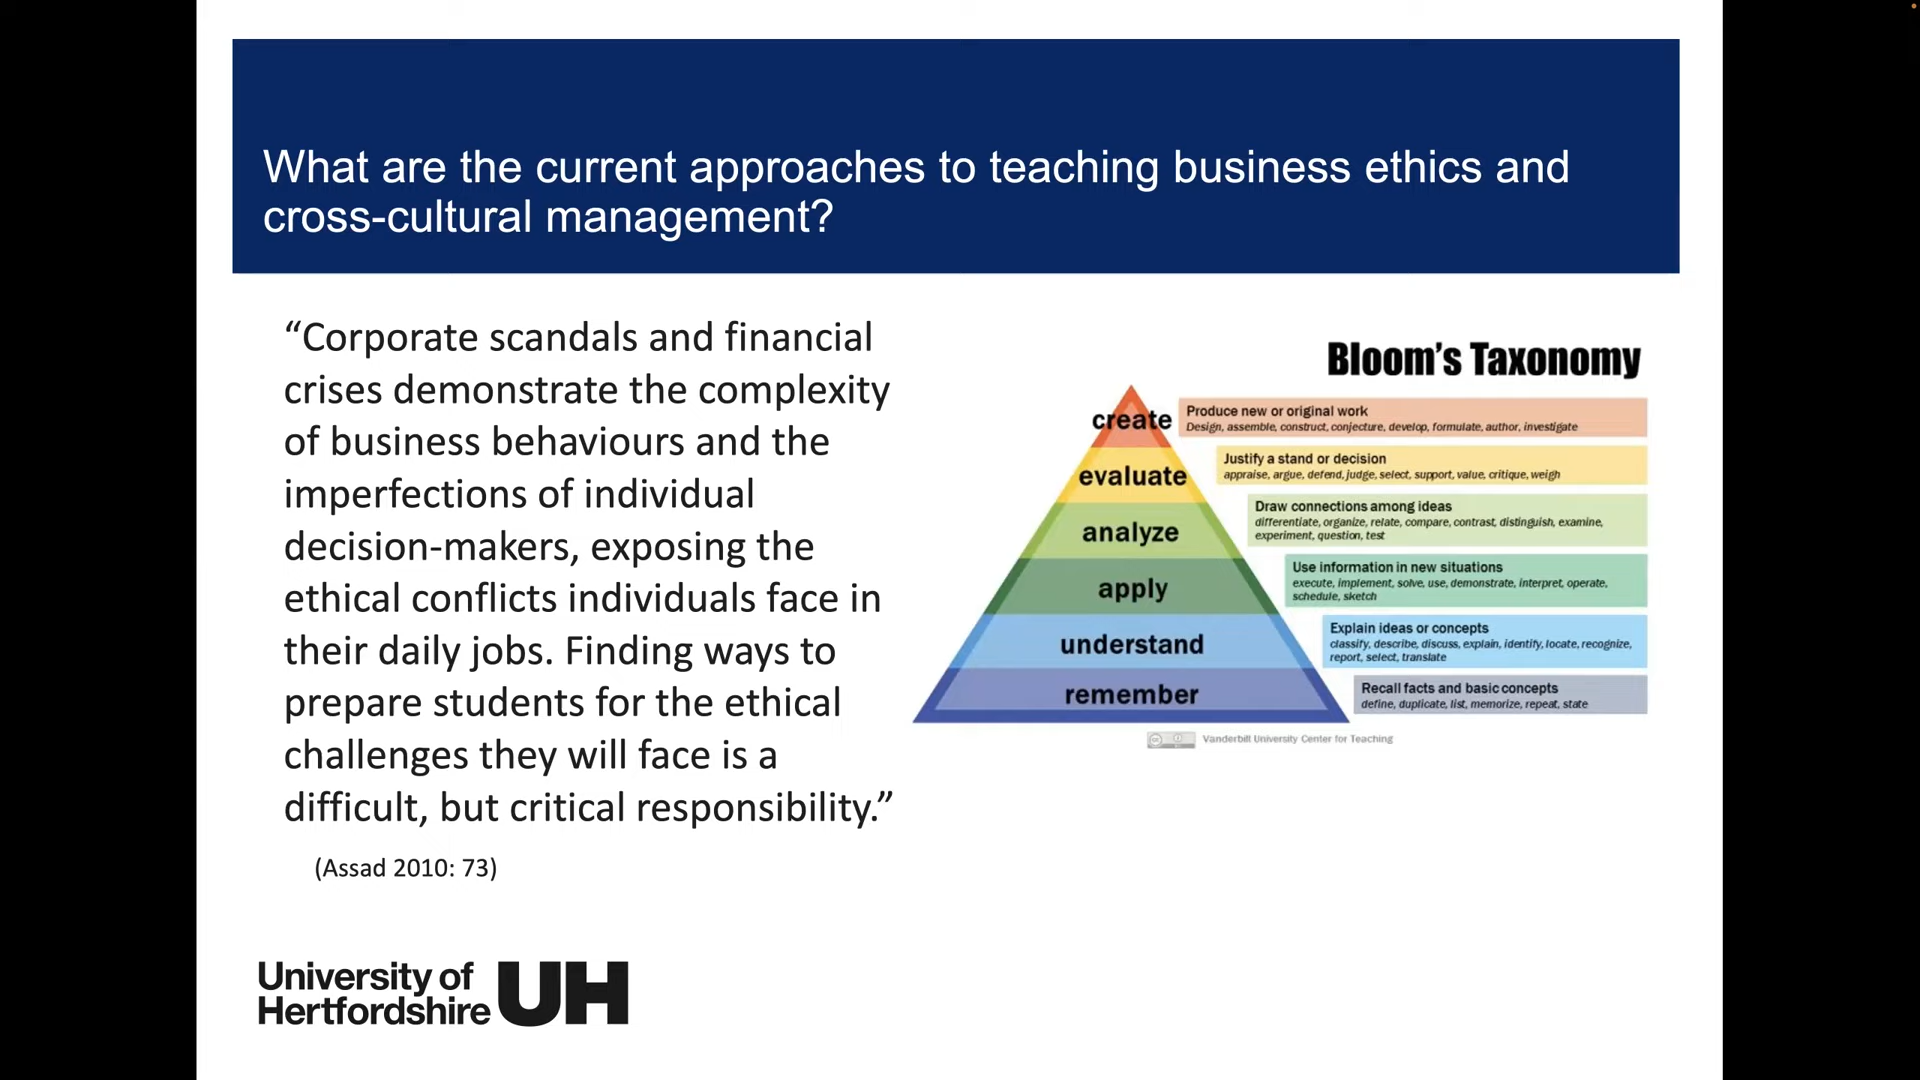 What are the current approaches to teaching business ethics and
cross-cultural management?
“Corporate scandals and financial
crises demonstrate the complexity
of business behaviours and the
imperfections of individual
decision-makers, exposing the
ethical conflicts individuals face in
their daily jobs. Finding ways to
prepare students for the ethical
challenges they will face is a
difficult, but critical responsibility.”
(Assad 2010: 73)
Bloom’s Taxonomy
create
Produce new or original work
Design, assemble, construct, conjecture, develop, formulate, author, investigate
evaluate
Justify a stand or decision
appraise, argue, defend, judge, select, support, value, critique, weigh
analyze
Draw connections among ideas
differentiate, organize, relate, compare, contrast, distinguish, examine,
experiment, question, test
apply
Use information in new situations
execute, implement, solve, use, demonstrate, interpret, operate,
schedule, sketch
understand
Explain ideas or concepts
classify, describe, discuss, explain, identify, locate, recognize,
report, select, translate
remember
Recall facts and basic concepts
define, duplicate, list, memorize, repeat, state
Vanderbilt University Center for Teaching
University of
Hertfordshire
UH